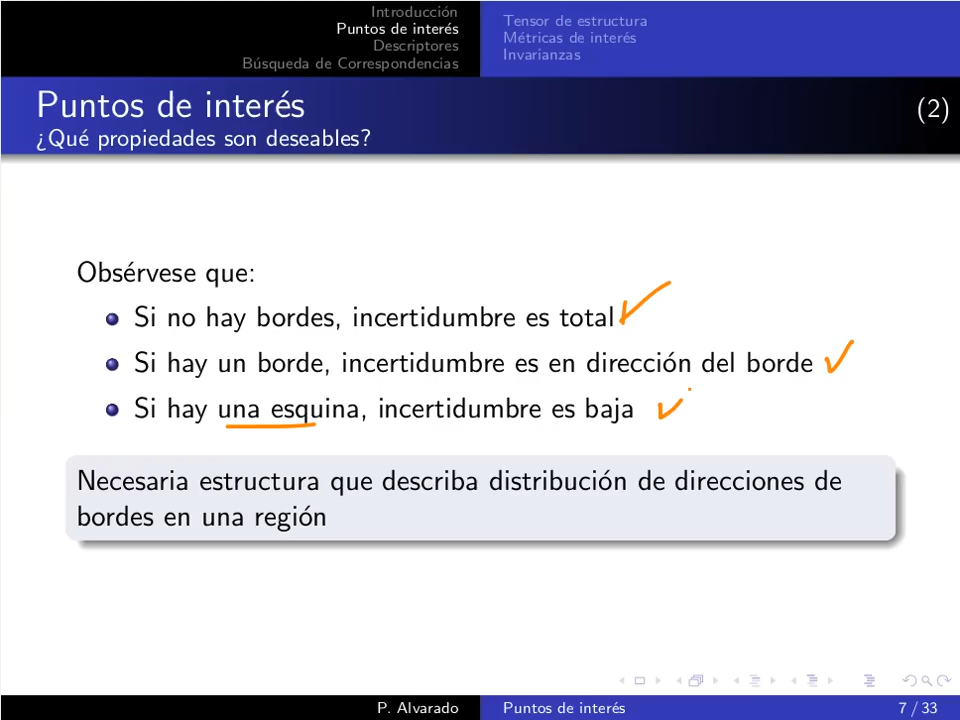 Introducción
Puntos de interés
Descriptores
Búsqueda de Correspondencias
Tensor de estructura
Métricas de interés
Invarianzas
Puntos de interés
(2)
¿Qué propiedades son deseables?
Obsérvese que:
Si no hay bordes, incertidumbre es total
Si hay un borde, incertidumbre es en dirección del borde
Si hay una esquina, incertidumbre es baja
Necesaria estructura que describa distribución de direcciones de
bordes en una región
P. Alvarado
Puntos de interés
7 / 33